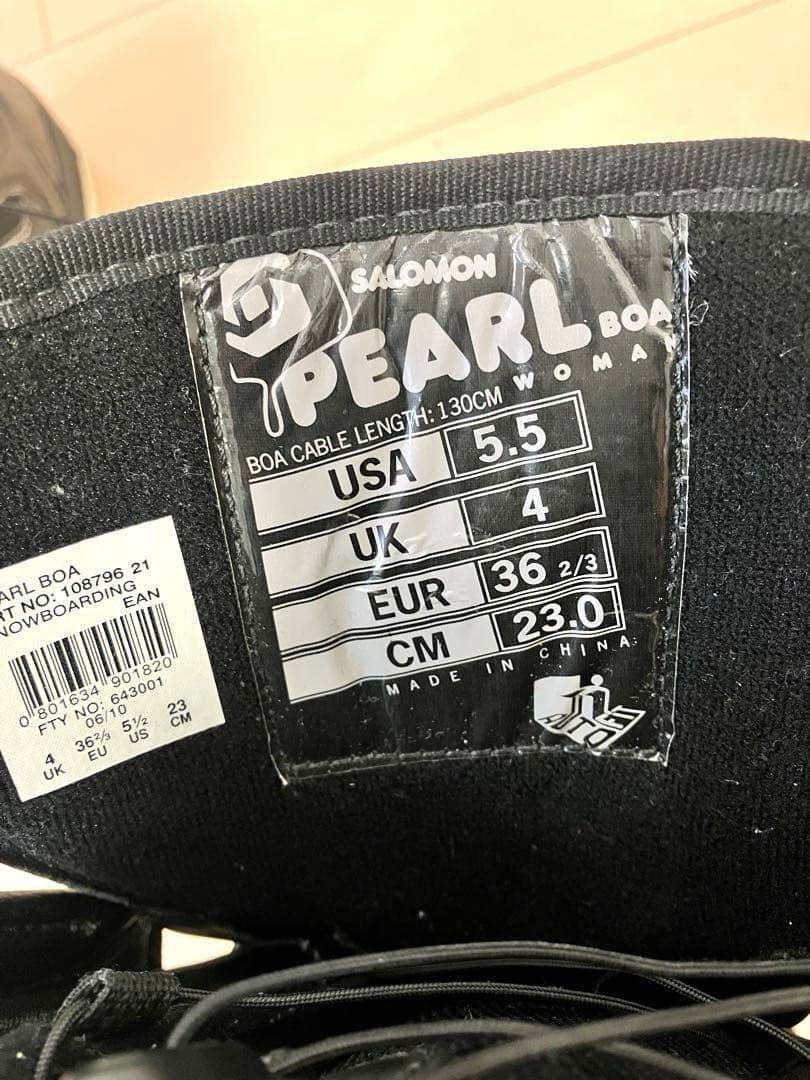 SALOMON
PEARL BOA
WOMAN
BOA CABLE LENGTH: 130CM
USA 5.5
UK 4
EUR 36 2/3
CM 23.0
MADE IN CHINA
AUTOFIT
ARL BOA
RT NO: 108796 21
NOWBOARDING
EAN
0 801634 901820
FTY NO: 643001
06/10
4 36⅔ 5½ 23
UK EU US CM